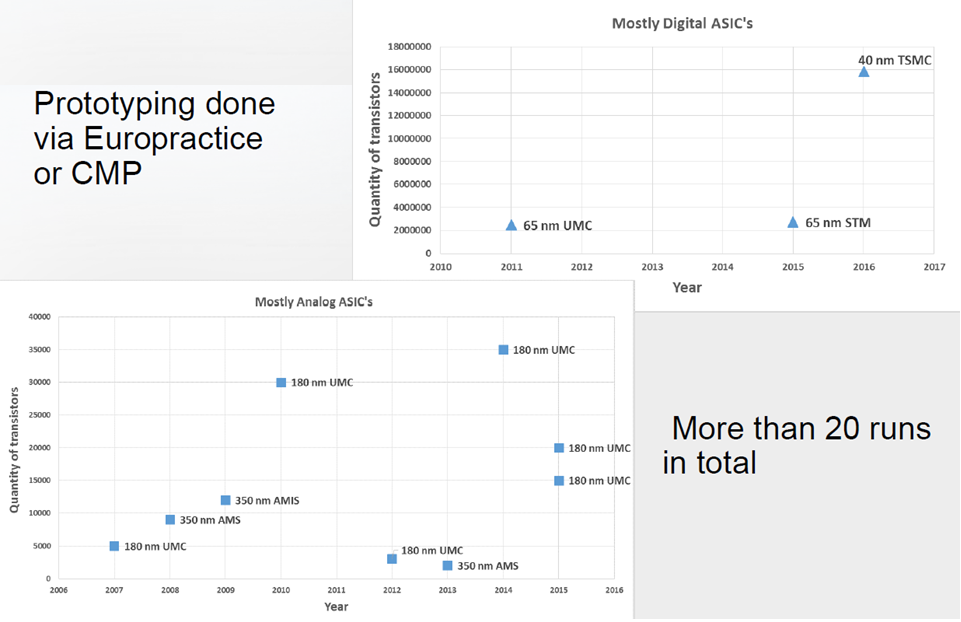 Prototyping done
via Europractice
or CMP
Mostly Digital ASIC's
Quantity of transistors
18000000
16000000
14000000
12000000
10000000
8000000
6000000
4000000
2000000
0
40 nm TSMC
65 nm UMC
65 nm STM
2010 2011 2012 2013 2014 2015 2016 2017
Year
Mostly Analog ASIC's
Quantity of transistors
40000
35000
30000
25000
20000
15000
10000
5000
0
180 nm UMC
180 nm UMC
180 nm UMC
180 nm UMC
350 nm AMIS
350 nm AMS
180 nm UMC
180 nm UMC
350 nm AMS
2006 2007 2008 2009 2010 2011 2012 2013 2014 2015 2016
Year
More than 20 runs
in total